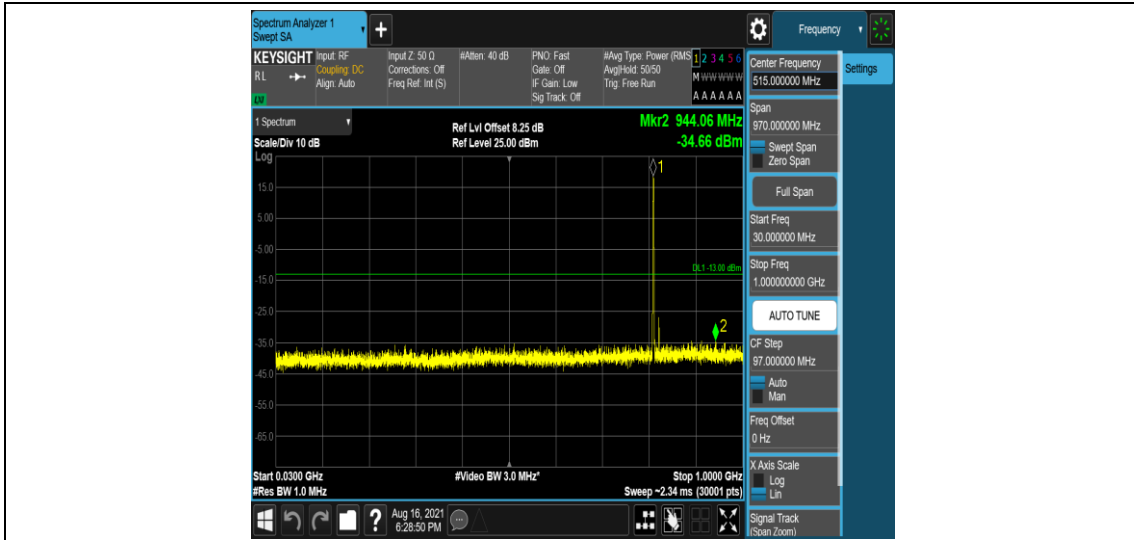 Spectrum Analyzer 1
Swept SA
+
Frequency
KEYSIGHT
RL
LXI
Input: RF
Coupling: DC
Align: Auto
Input Z: 50 Ω
Corrections: Off
Freq Ref: Int (S)
#Atten: 40 dB
PNO: Fast
Gate: Off
IF Gain: Low
Sig Track: Off
#Avg Type: Power (RMS
Avg|Hold: 50/50
Trig: Free Run
1 2 3 4 5 6
M W W W W W
A A A A A A
1 Spectrum
Scale/Div 10 dB
Log
Ref Lvl Offset 8.25 dB
Ref Level 25.00 dBm
Mkr2 944.06 MHz
-34.66 dBm
1
15.0
5.00
-5.00
DL1 -13.00 dBm
-15.0
-25.0
2
-35.0
-45.0
-55.0
-65.0
Start 0.0300 GHz
#Res BW 1.0 MHz
#Video BW 3.0 MHz*
Stop 1.0000 GHz
Sweep ~2.34 ms (30001 pts)
?
Aug 16, 2021
6:28:50 PM
Center Frequency
515.000000 MHz
Settings
Span
970.000000 MHz
Swept Span
Zero Span
Full Span
Start Freq
30.000000 MHz
Stop Freq
1.000000000 GHz
AUTO TUNE
CF Step
97.000000 MHz
Auto
Man
Freq Offset
0 Hz
X Axis Scale
Log
Lin
Signal Track
(Span Zoom)